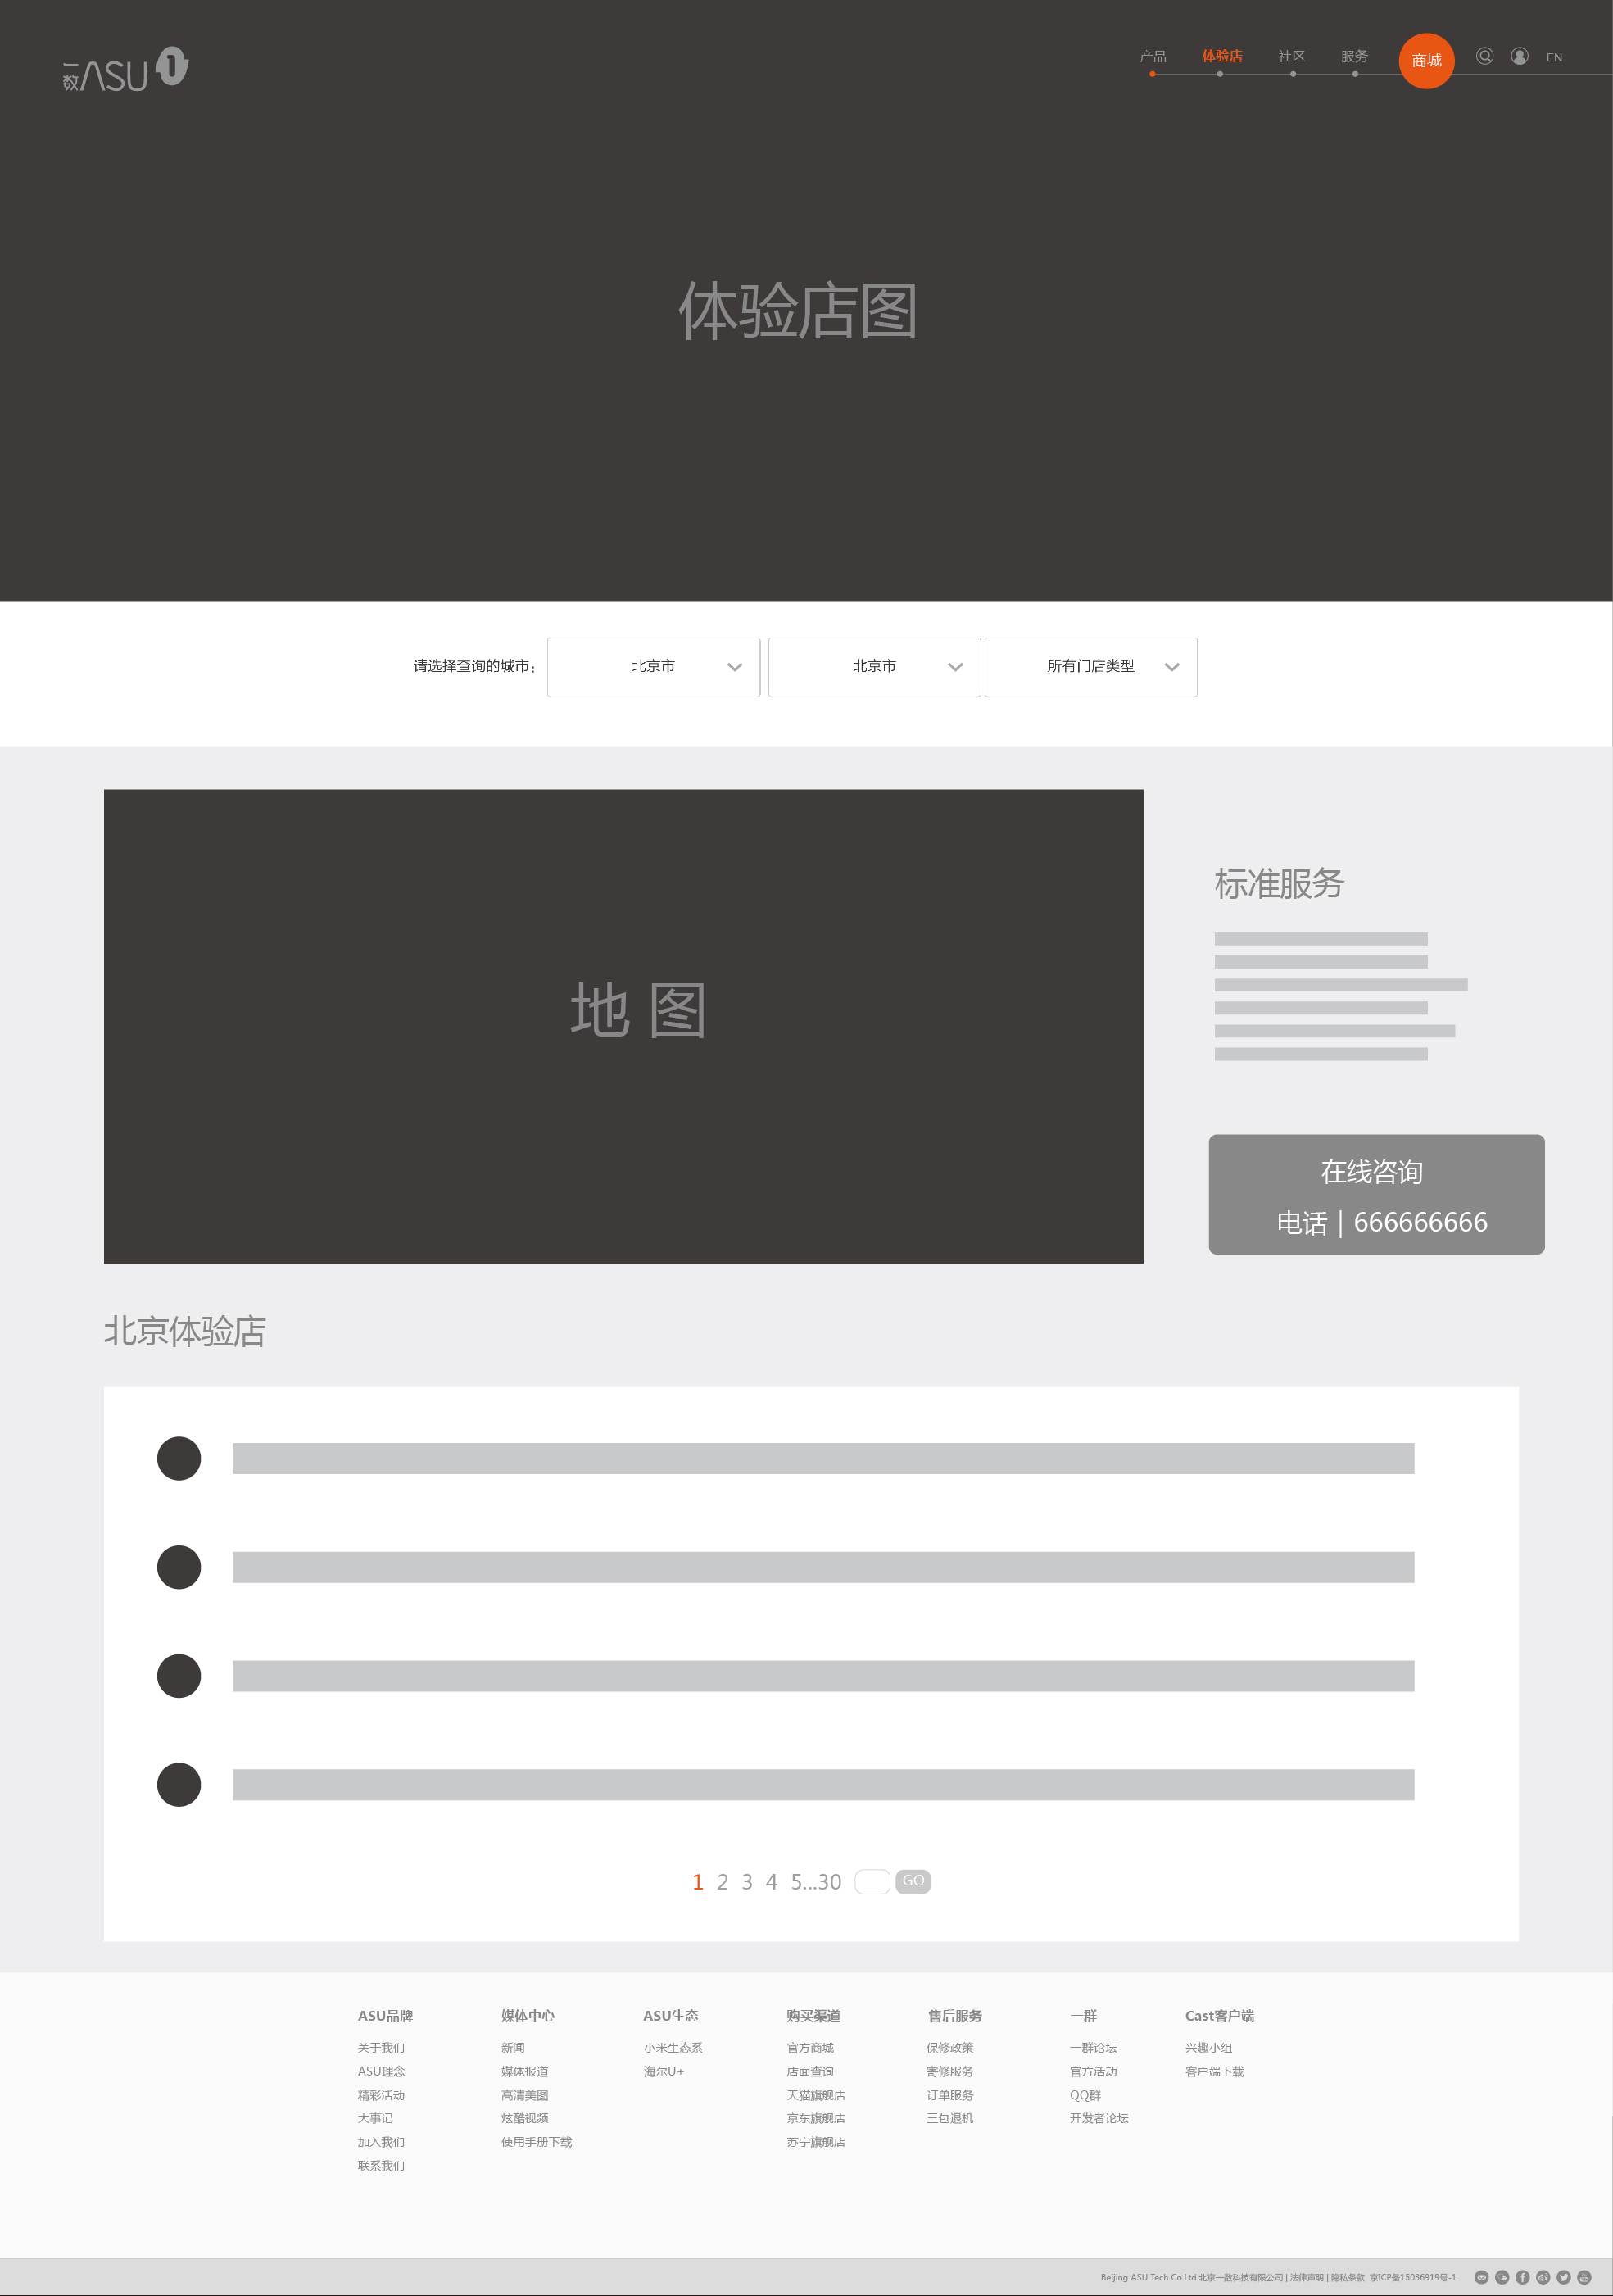 一数ASU
产品 体验店 社区 服务 商城 EN
体验店图
请选择查询的城市: 北京市 北京市 所有门店类型
地 图
标准服务
在线咨询
电话 | 666666666
北京体验店
1 2 3 4 5...30 GO
ASU品牌 媒体中心 ASU生态 购买渠道 售后服务 一群 Cast客户端
关于我们 新闻 小米生态系 官方商城 保修政策 一群论坛 兴趣小组
ASU理念 媒体报道 海尔U+ 店面查询 寄修服务 官方活动 客户端下载
精彩活动 高清美图 天猫旗舰店 订单服务 QQ群
大事记 炫酷视频 京东旗舰店 三包退机 开发者论坛
加入我们 使用手册下载 苏宁旗舰店
联系我们
Beijing ASU Tech Co.Ltd.北京一数科技有限公司 | 法律声明 | 隐私条款 京ICP备15036919号-1